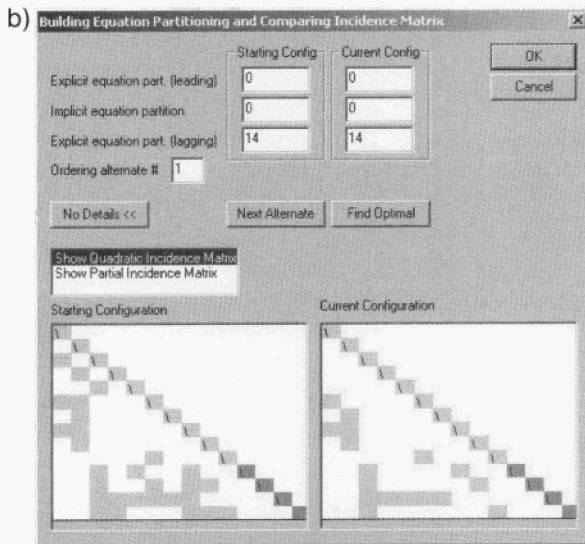 b)
Building Equation Partitioning and Comparing Incidence Matrix
Starting Config
Current Config
OK
Explicit equation part. (leading)
0
0
Cancel
Implicit equation partition
0
0
Explicit equation part. (lagging)
14
14
Ordering alternate #
1
No Details <<
Next Alternate
Find Optimal
Show Quadratic Incidence Matrix
Show Partial Incidence Matrix
Starting Configuration
Current Configuration